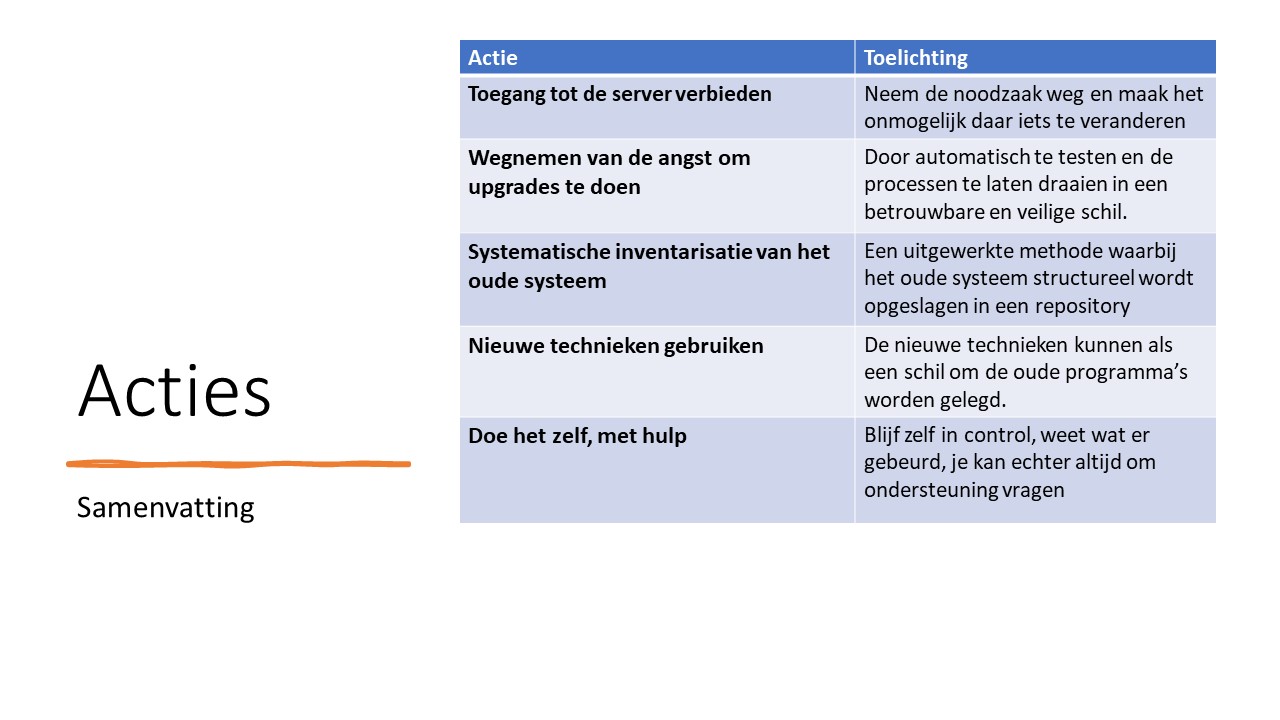 Acties
Samenvatting
Actie
Toelichting
Toegang tot de server verbieden
Neem de noodzaak weg en maak het
onmogelijk daar iets te veranderen
Wegnemen van de angst om
upgrades te doen
Door automatisch te testen en de
processen te laten draaien in een
betrouwbare en veilige schil.
Systematische inventarisatie van het
oude systeem
Een uitgewerkte methode waarbij
het oude systeem structureel wordt
opgeslagen in een repository
Nieuwe technieken gebruiken
De nieuwe technieken kunnen als
een schil om de oude programma’s
worden gelegd.
Doe het zelf, met hulp
Blijf zelf in control, weet wat er
gebeurd, je kan echter altijd om
ondersteuning vragen